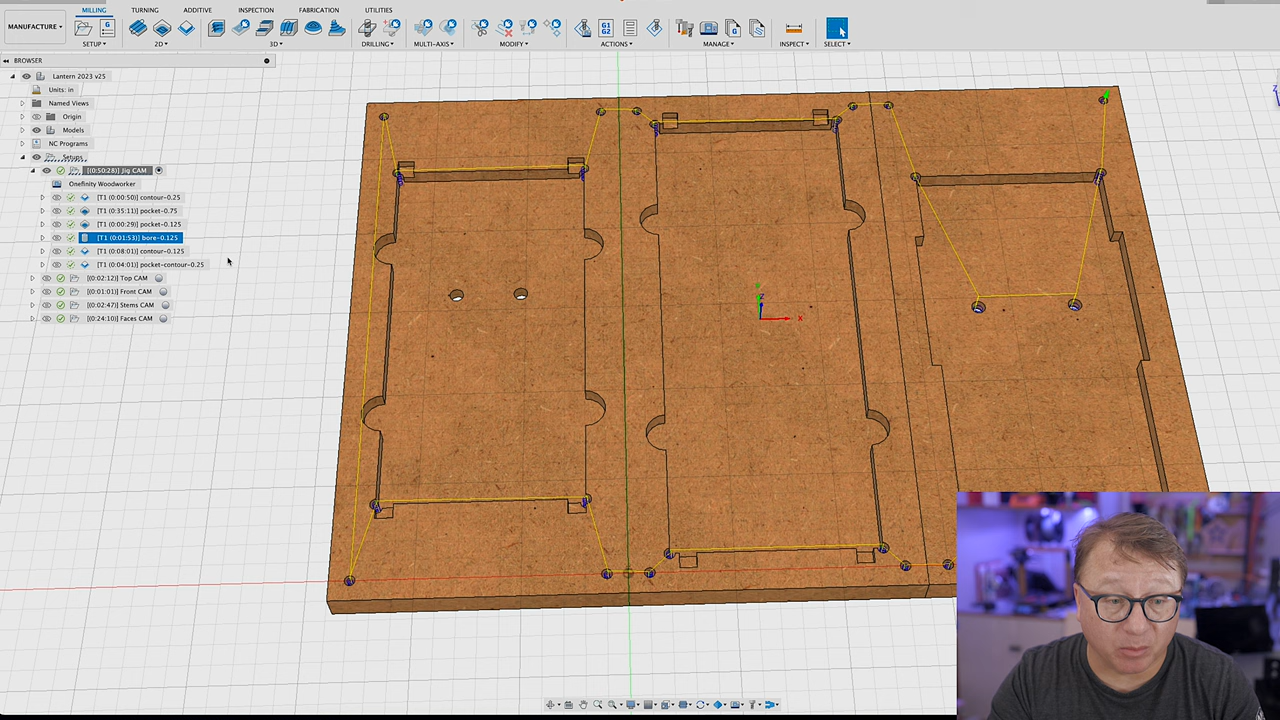 MILLING TURNING ADDITIVE INSPECTION FABRICATION UTILITIES
MANUFACTURE
G1
G2
G
SETUP 2D 3D DRILLING MULTI-AXIS MODIFY ACTIONS MANAGE INSPECT SELECT
BROWSER
Lantern 2023 v25
Units: in
Named Views
Origin
Models
NC Programs
Setups
[(0:50:28)] Jig CAM
Onefinity Woodworker
[T1 (0:00:50)] contour-0.25
[T1 (0:35:11)] pocket-0.75
[T1 (0:00:29)] pocket-0.125
[T1 (0:01:53)] bore-0.125
[T1 (0:08:01)] contour-0.125
[T1 (0:04:01)] pocket-contour-0.25
[(0:02:12)] Top CAM
[(0:01:01)] Front CAM
[(0:02:47)] Stems CAM
[(0:24:10)] Faces CAM
Z
Z
X